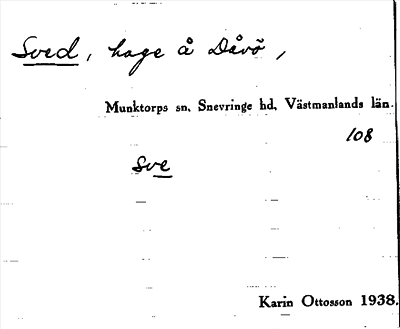 Sved, hage å Dåvö,
Munktorps sn. Snevringe hd, Västmanlands län.
108
Sve
Karin Ottosson 1938.